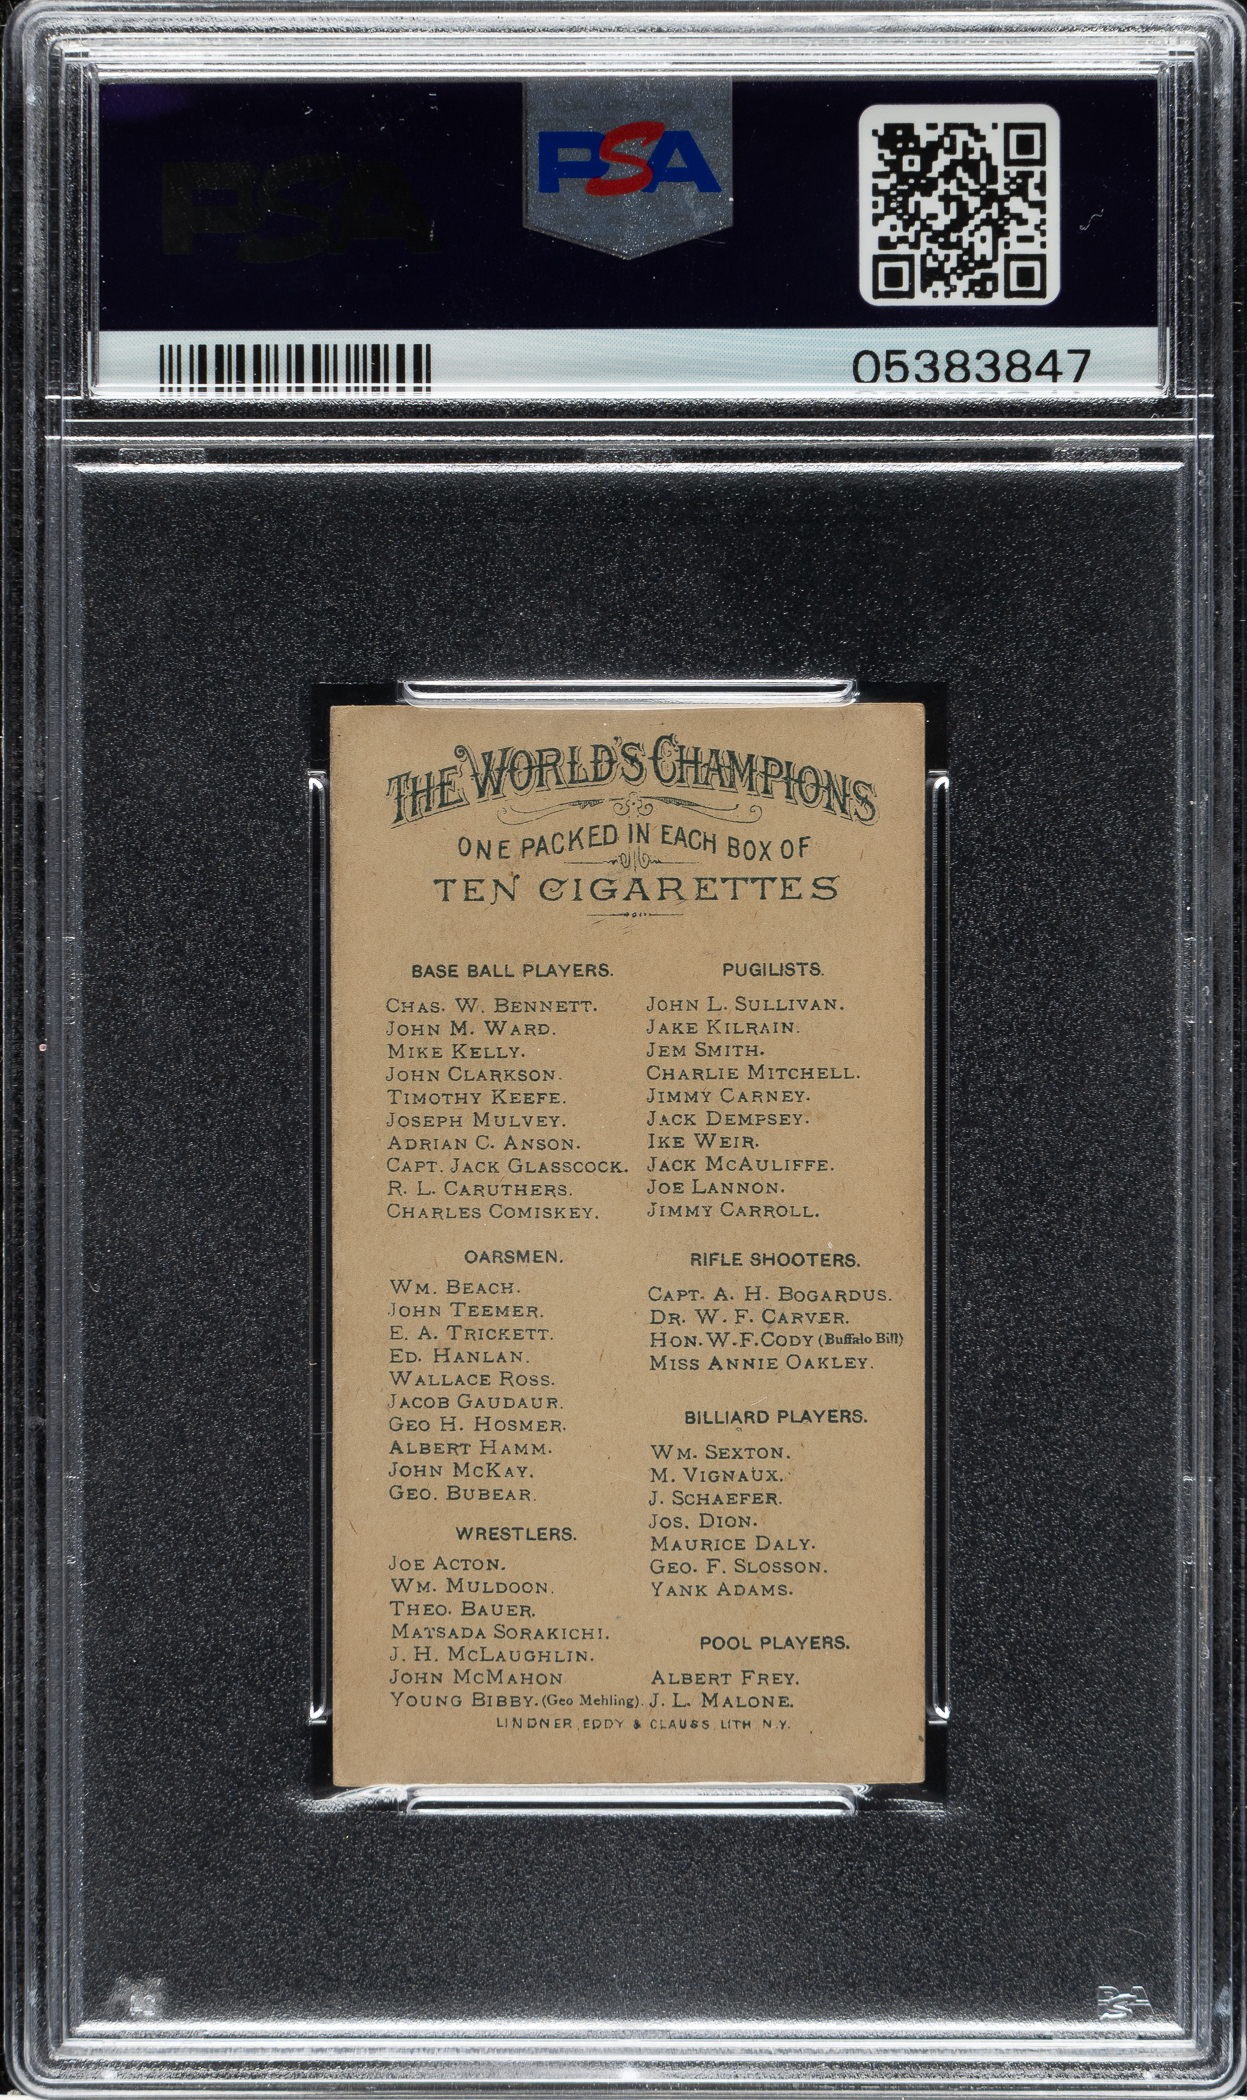 PSA
PSA
05383847
THE WORLD'S CHAMPIONS
ONE PACKED IN EACH BOX OF
TEN CIGARETTES
BASE BALL PLAYERS.
CHAS. W. BENNETT.
JOHN M. WARD.
MIKE KELLY.
JOHN CLARKSON.
TIMOTHY KEEFE.
JOSEPH MULVEY.
ADRIAN C. ANSON.
CAPT. JACK GLASSCOCK.
R. L. CARUTHERS.
CHARLES COMISKEY.
OARSMEN.
WM. BEACH.
JOHN TEEMER.
E. A. TRICKETT.
ED. HANLAN.
WALLACE ROSS.
JACOB GAUDAUR.
GEO H. HOSMER.
ALBERT HAMM.
JOHN MCKAY.
GEO. BUBEAR.
WRESTLERS.
JOE ACTON.
WM. MULDOON.
THEO. BAUER.
MATSADA SORAKICHI.
J. H. MCLAUGHLIN.
JOHN MCMAHON
YOUNG BIBBY. (Geo Mehling).
PUGILISTS.
JOHN L. SULLIVAN.
JAKE KILRAIN.
JEM SMITH.
CHARLIE MITCHELL.
JIMMY CARNEY.
JACK DEMPSEY.
IKE WEIR.
JACK MCAULIFFE.
JOE LANNON.
JIMMY CARROLL.
RIFLE SHOOTERS.
CAPT. A. H. BOGARDUS.
DR. W. F. CARVER.
HON. W. F. CODY (Buffalo Bill)
MISS ANNIE OAKLEY.
BILLIARD PLAYERS.
WM. SEXTON.
M. VIGNAUX.
J. SCHAEFER.
JOS. DION.
MAURICE DALY.
GEO. F. SLOSSON.
YANK ADAMS.
POOL PLAYERS.
ALBERT FREY.
J. L. MALONE.
LINDNER, EDDY & CLAUSS, LITH. N.Y.
PSA